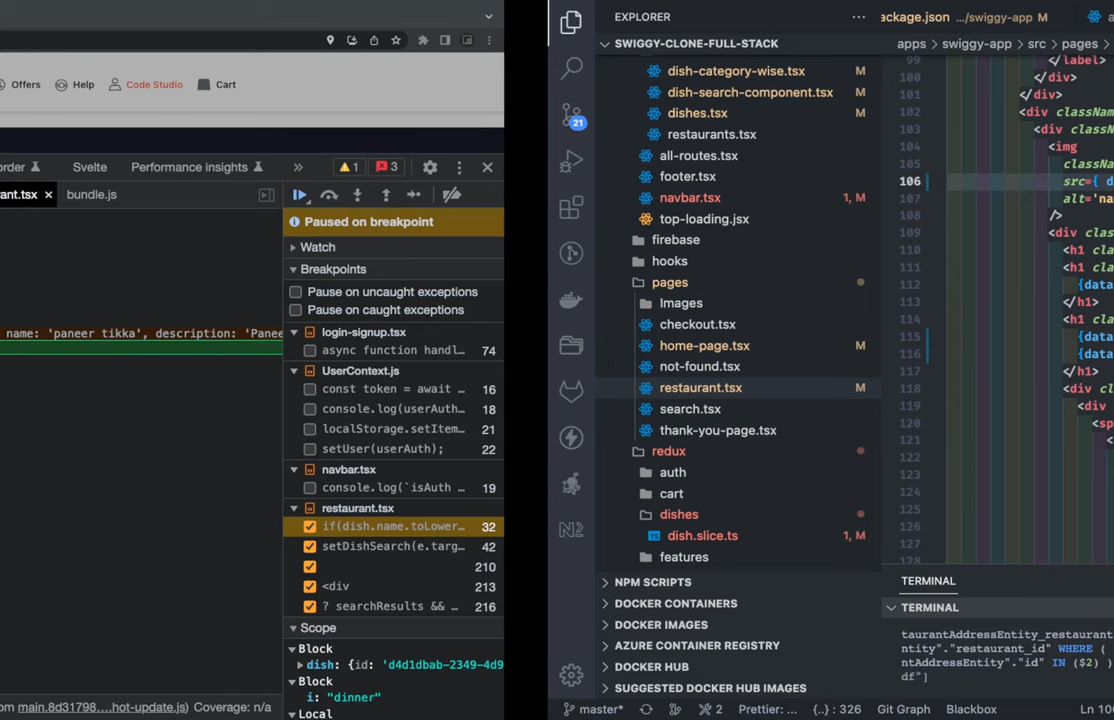 Offers
Help
Code Studio
Cart
order
Svelte
Performance insights
1
3
rant.tsx
bundle.js
Paused on breakpoint
Watch
Breakpoints
Pause on uncaught exceptions
Pause on caught exceptions
name: 'paneer tikka', description: 'Panee
login-signup.tsx
async function handl… 74
UserContext.js
const token = await … 16
console.log(userAuth… 18
localStorage.setItem… 21
setUser(userAuth); 22
navbar.tsx
console.log(`isAuth … 19
restaurant.tsx
if(dish.name.toLower… 32
setDishSearch(e.targ… 42
210
<div 213
? searchResults && … 216
Scope
Block
dish: {id: 'd4d1dbab-2349-4d9
Block
i: "dinner"
Local
om main.8d31798….hot-update.js) Coverage: n/a
EXPLORER
SWIGGY-CLONE-FULL-STACK
dish-category-wise.tsx M
dish-search-component.tsx M
dishes.tsx M
restaurants.tsx
all-routes.tsx
footer.tsx
21
navbar.tsx 1, M
top-loading.jsx
firebase
hooks
pages
Images
checkout.tsx
home-page.tsx M
not-found.tsx
restaurant.tsx M
search.tsx
thank-you-page.tsx
redux
auth
cart
dishes
dish.slice.ts 1, M
features
NPM SCRIPTS
DOCKER CONTAINERS
DOCKER IMAGES
AZURE CONTAINER REGISTRY
DOCKER HUB
SUGGESTED DOCKER HUB IMAGES
ackage.json …/swiggy-app M
apps > swiggy-app > src > pages >
99 </label>
100 </div>
101 </div>
102 <div classNam
103 <div classN
104 <img
105 classNa
106 src={ d
107 alt='na
108 />
109 <div clas
110 <h1 clas
111 <h1 clas
112 {data
113 </h1>
114 <h1 clas
115 {data
116 {data
117 </h1>
118 <div clas
119 <div
120 <sp
121 <
122
123
124
125
126
127
128
TERMINAL
TERMINAL
taurantAddressEntity_restaurant
ntity"."restaurant_id" WHERE (
ntAddressEntity"."id" IN ($2) )
df"]
master*
2
Prettier: …
{..} : 326
Git Graph
Blackbox
Ln 10